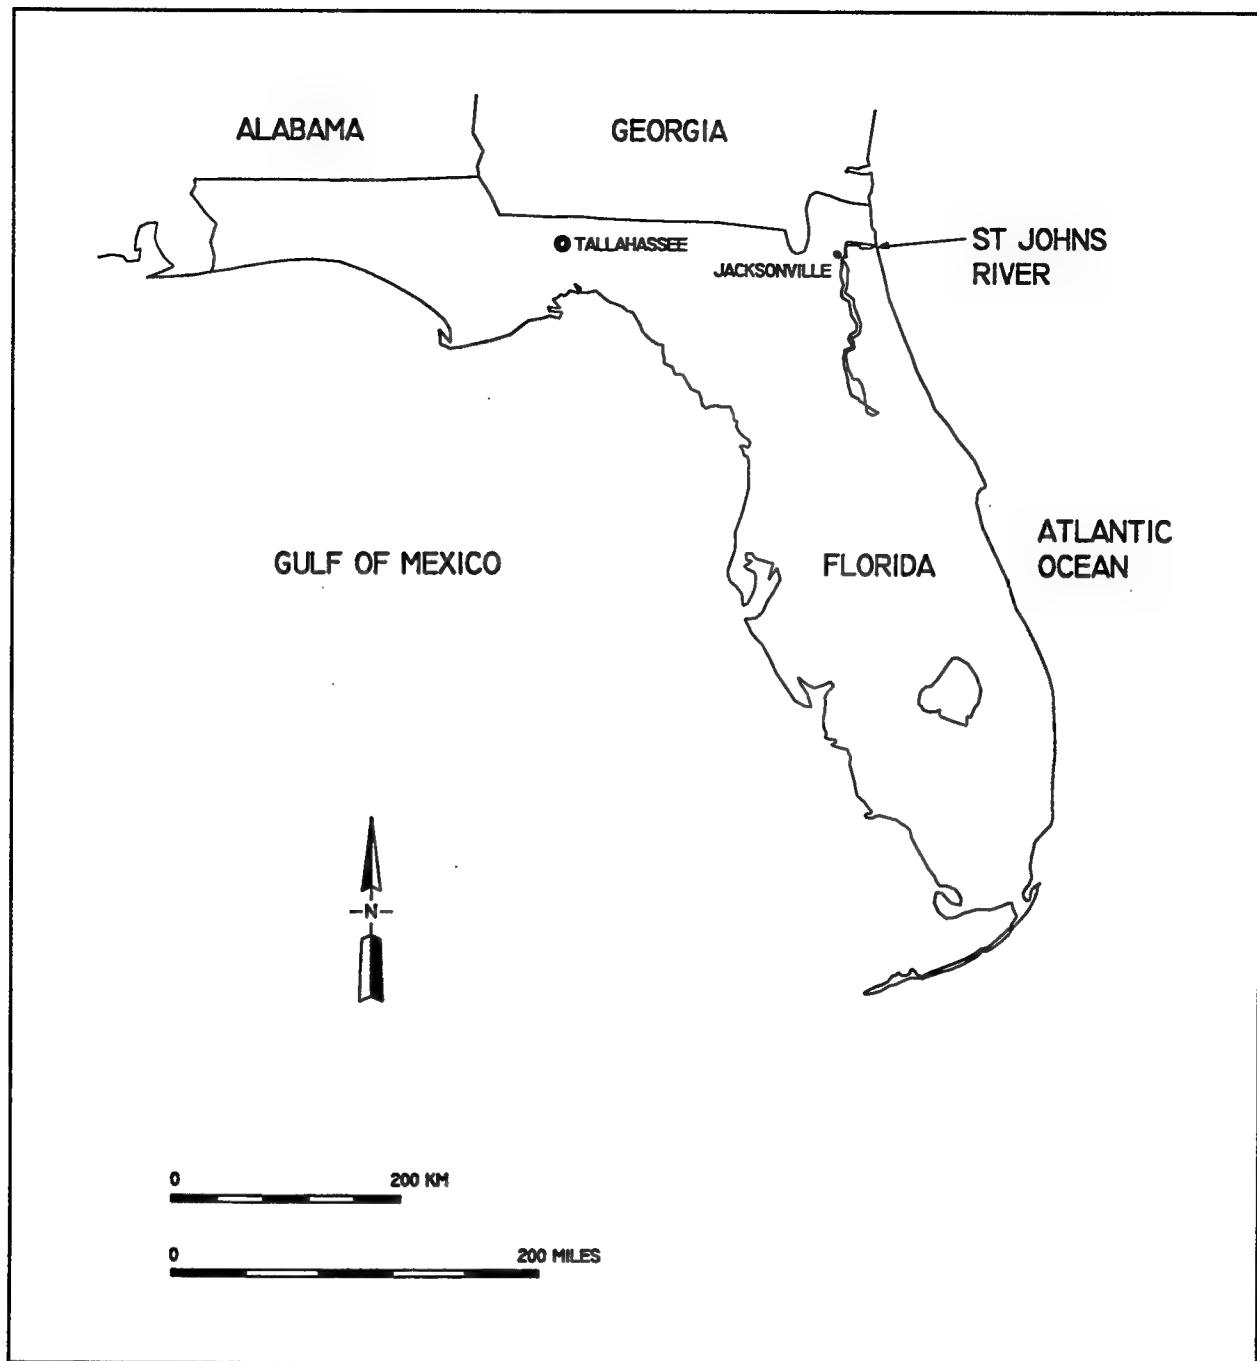 ALABAMA
GEORGIA
TALLAHASSEE
JACKSONVILLE
ST JOHNS
RIVER
GULF OF MEXICO
FLORIDA
ATLANTIC
OCEAN
N
0 200 KM
0 200 MILES